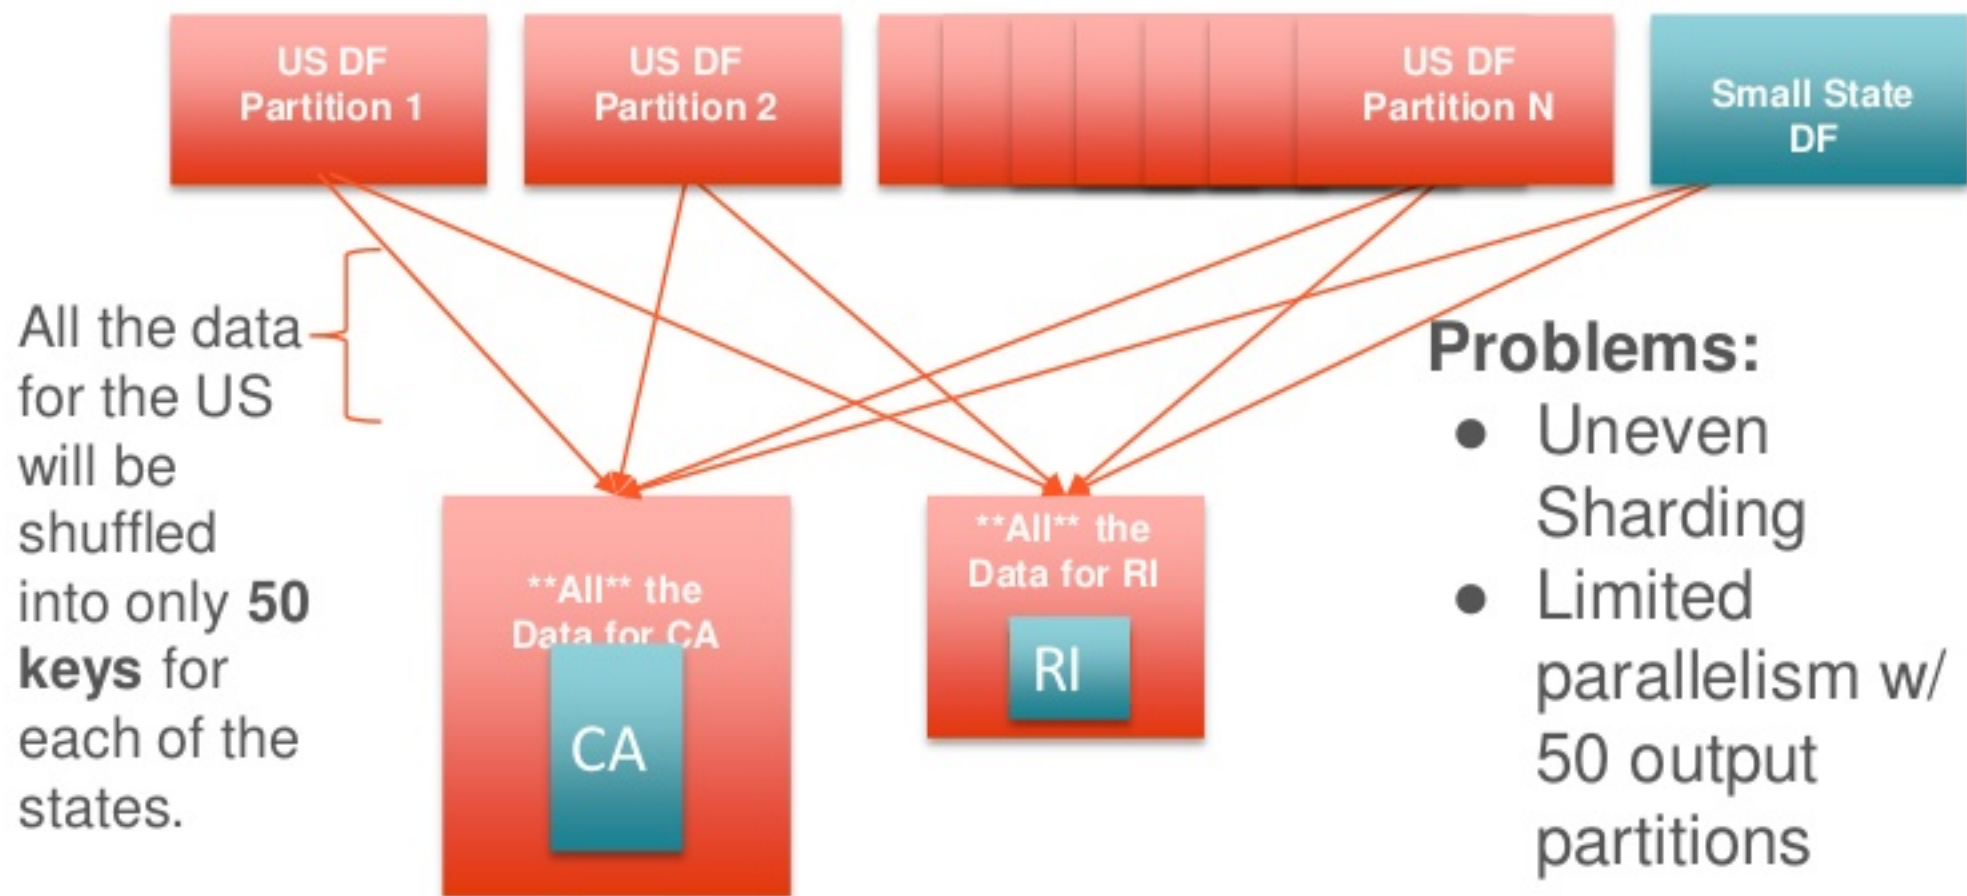 US DF
Partition 1
US DF
Partition 2
US DF
Partition N
Small State
DF
All the data
for the US
will be
shuffled
into only 50
keys for
each of the
states.
**All** the
Data for CA
CA
**All** the
Data for RI
RI
Problems:
● Uneven
Sharding
● Limited
parallelism w/
50 output
partitions